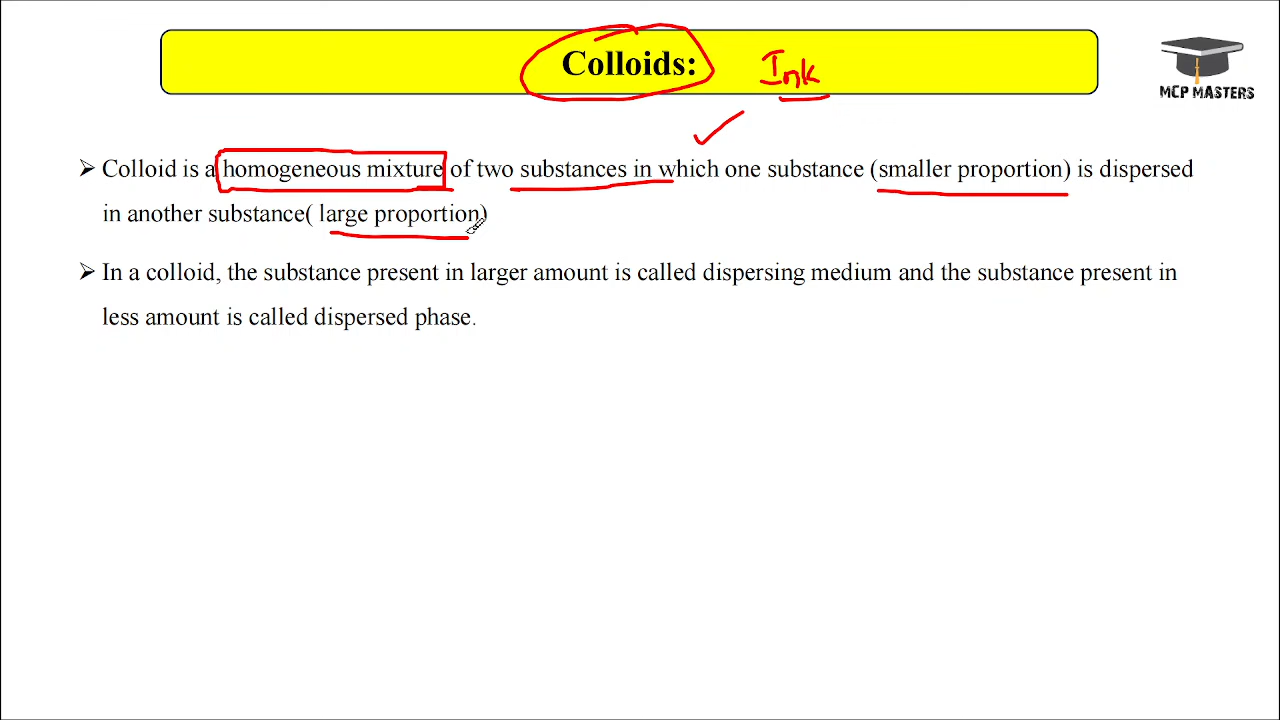 Colloids:
Ink
MCP MASTERS
➢ Colloid is a homogeneous mixture of two substances in which one substance (smaller proportion) is dispersed
in another substance( large proportion)
➢ In a colloid, the substance present in larger amount is called dispersing medium and the substance present in
less amount is called dispersed phase.